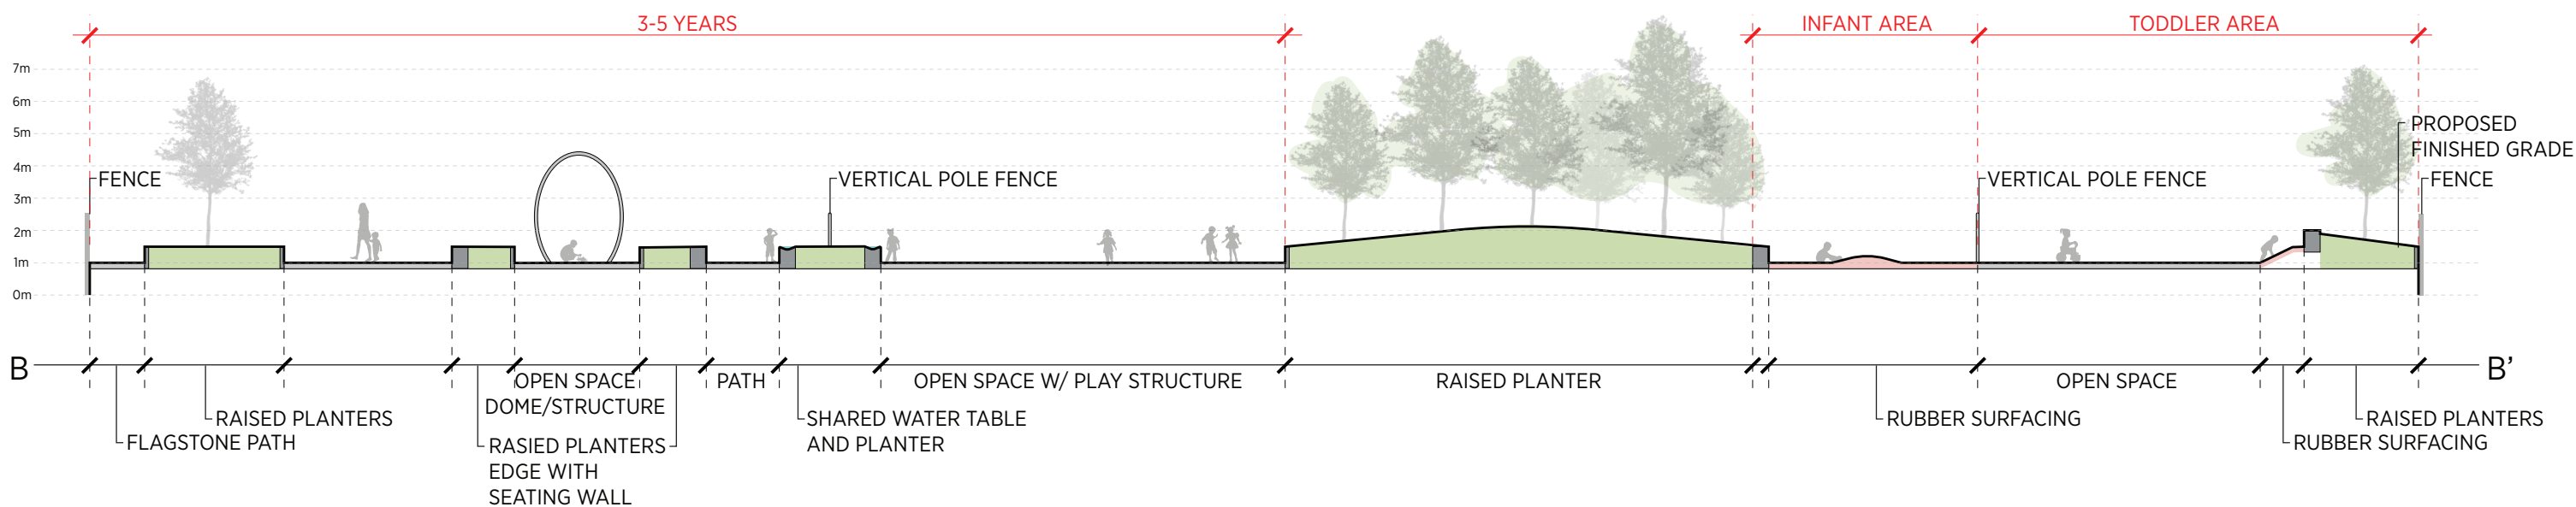 3-5 YEARS
INFANT AREA
TODDLER AREA
7m
6m
5m
4m
3m
2m
1m
0m
FENCE
VERTICAL POLE FENCE
VERTICAL POLE FENCE
PROPOSED
FINISHED GRADE
FENCE
B
B’
OPEN SPACE
DOME/STRUCTURE
PATH
OPEN SPACE W/ PLAY STRUCTURE
RAISED PLANTER
OPEN SPACE
RAISED PLANTERS
FLAGSTONE PATH
RASIED PLANTERS
EDGE WITH
SEATING WALL
SHARED WATER TABLE
AND PLANTER
RUBBER SURFACING
RAISED PLANTERS
RUBBER SURFACING